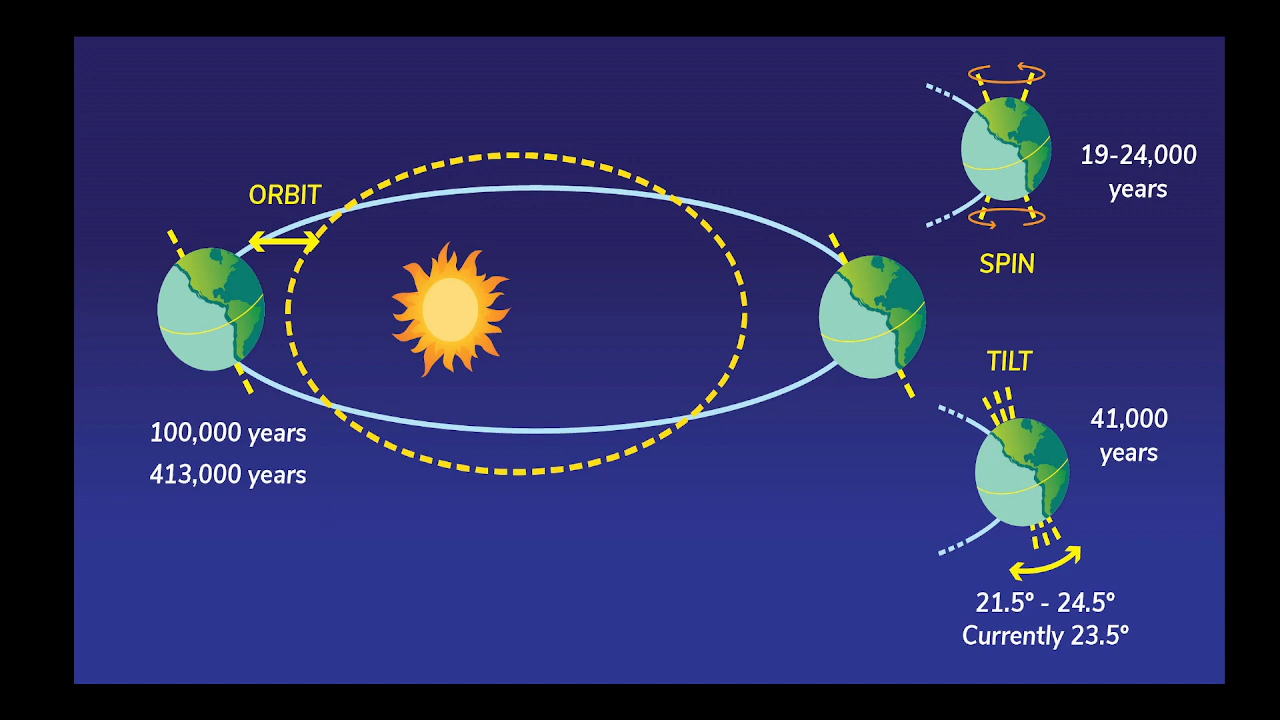 ORBIT
100,000 years
413,000 years
19-24,000
years
SPIN
TILT
41,000
years
21.5° - 24.5°
Currently 23.5°